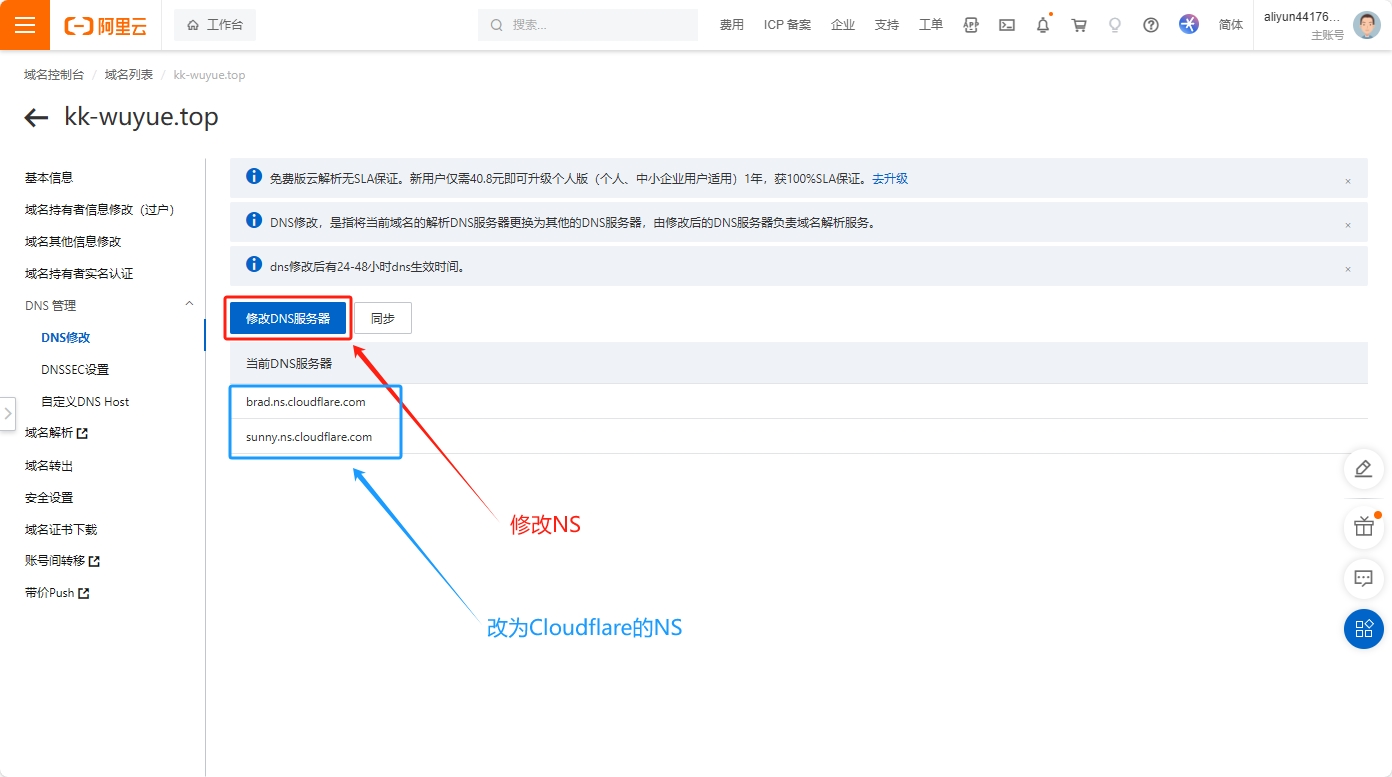 阿里云
工作台
搜索...
费用
ICP 备案
企业
支持
工单
简体
aliyun44176...
主账号
域名控制台 / 域名列表 / kk-wuyue.top
kk-wuyue.top
基本信息
域名持有者信息修改（过户）
域名其他信息修改
域名持有者实名认证
DNS 管理
DNS修改
DNSSEC设置
自定义DNS Host
域名解析
域名转出
安全设置
域名证书下载
账号间转移
带价Push
免费版云解析无SLA保证。新用户仅需40.8元即可升级个人版（个人、中小企业用户适用）1年，获100%SLA保证。去升级
DNS修改，是指将当前域名的解析DNS服务器更换为其他的DNS服务器，由修改后的DNS服务器负责域名解析服务。
dns修改后有24-48小时dns生效时间。
修改DNS服务器
同步
当前DNS服务器
brad.ns.cloudflare.com
sunny.ns.cloudflare.com
修改NS
改为Cloudflare的NS